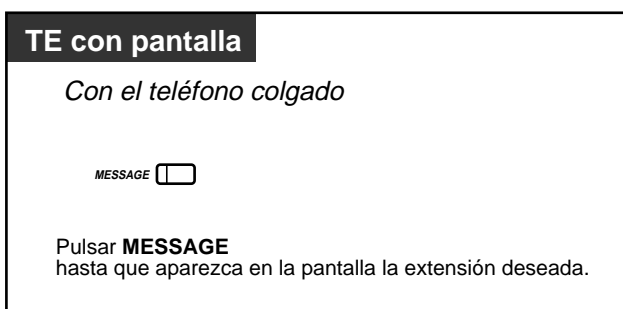 TE con pantalla
Con el teléfono colgado
MESSAGE
Pulsar MESSAGE
hasta que aparezca en la pantalla la extensión deseada.